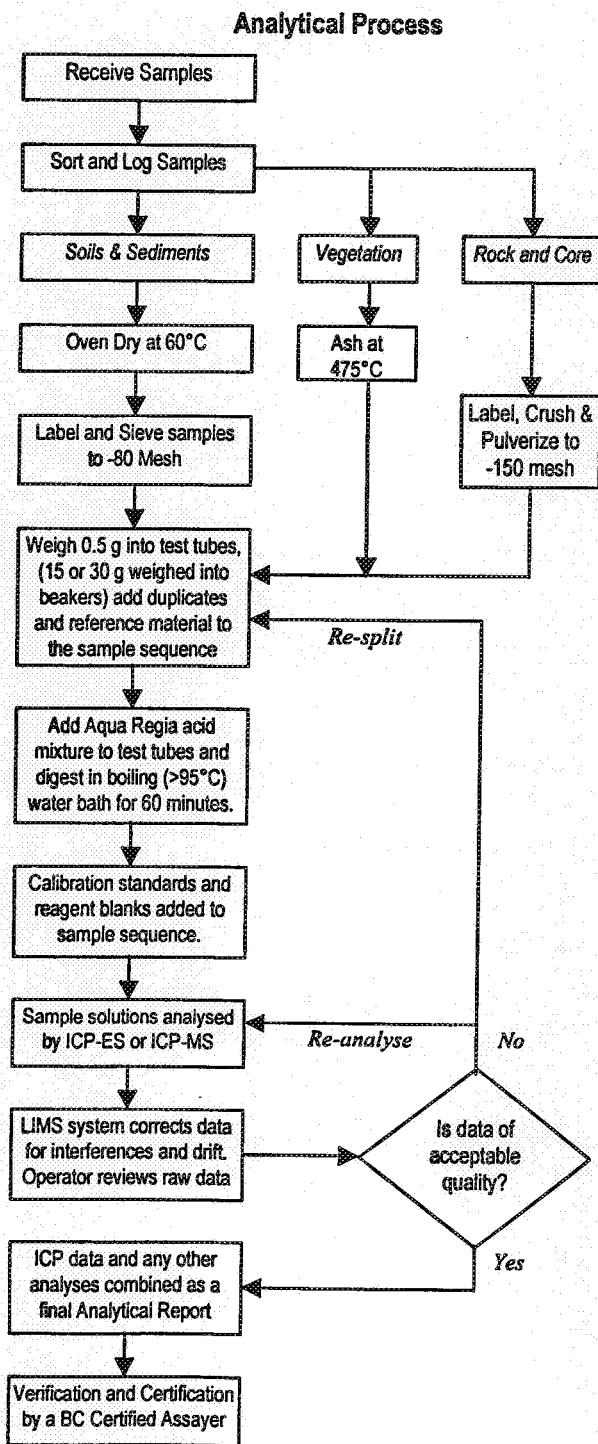 Analytical Process
Receive Samples
Sort and Log Samples
Soils & Sediments
Vegetation
Rock and Core
Oven Dry at 60°C
Ash at
475°C
Label and Sieve samples
to -80 Mesh
Label, Crush &
Pulverize to
-150 mesh
Weigh 0.5 g into test tubes,
(15 or 30 g weighed into
beakers) add duplicates
and reference material to
the sample sequence
Re-split
Add Aqua Regia acid
mixture to test tubes and
digest in boiling (>95°C)
water bath for 60 minutes.
Calibration standards and
reagent blanks added to
sample sequence.
Sample solutions analysed
by ICP-ES or ICP-MS
Re-analyse
No
LIMS system corrects data
for interferences and drift.
Operator reviews raw data
Is data of
acceptable
quality?
Yes
ICP data and any other
analyses combined as a
final Analytical Report
Verification and Certification
by a BC Certified Assayer